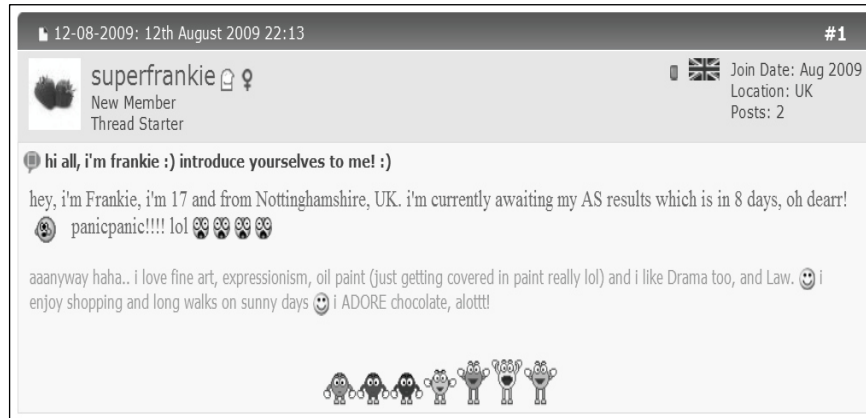 12-08-2009: 12th August 2009 22:13 #1
superfrankie
New Member
Thread Starter
Join Date: Aug 2009
Location: UK
Posts: 2
hi all, i'm frankie :) introduce yourselves to me! :)
hey, i'm Frankie, i'm 17 and from Nottinghamshire, UK. i'm currently awaiting my AS results which is in 8 days, oh dearr!
panicpanic!!!! lol
aaanyway haha.. i love fine art, expressionism, oil paint (just getting covered in paint really lol) and i like Drama too, and Law. i
enjoy shopping and long walks on sunny days i ADORE chocolate, alottt!